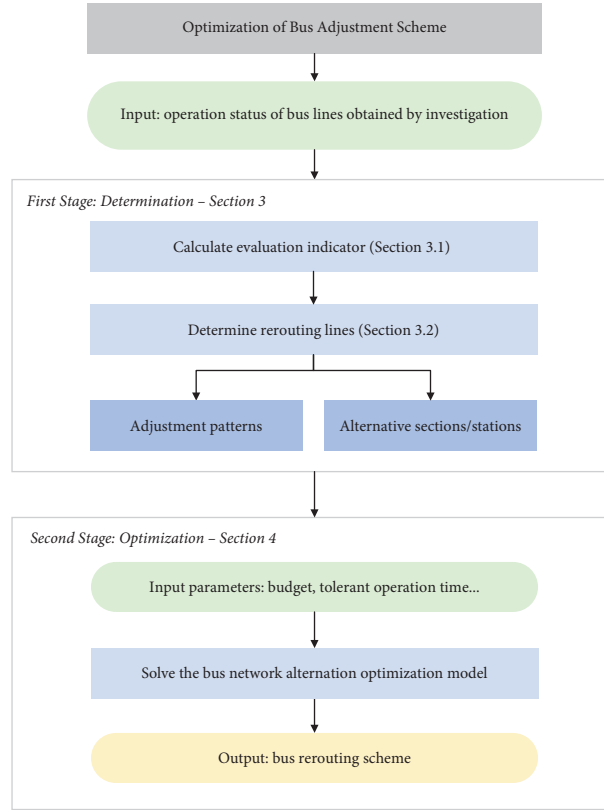 Optimization of Bus Adjustment Scheme
Input: operation status of bus lines obtained by investigation
First Stage: Determination – Section 3
Calculate evaluation indicator (Section 3.1)
Determine rerouting lines (Section 3.2)
Adjustment patterns
Alternative sections/stations
Second Stage: Optimization – Section 4
Input parameters: budget, tolerant operation time...
Solve the bus network alternation optimization model
Output: bus rerouting scheme